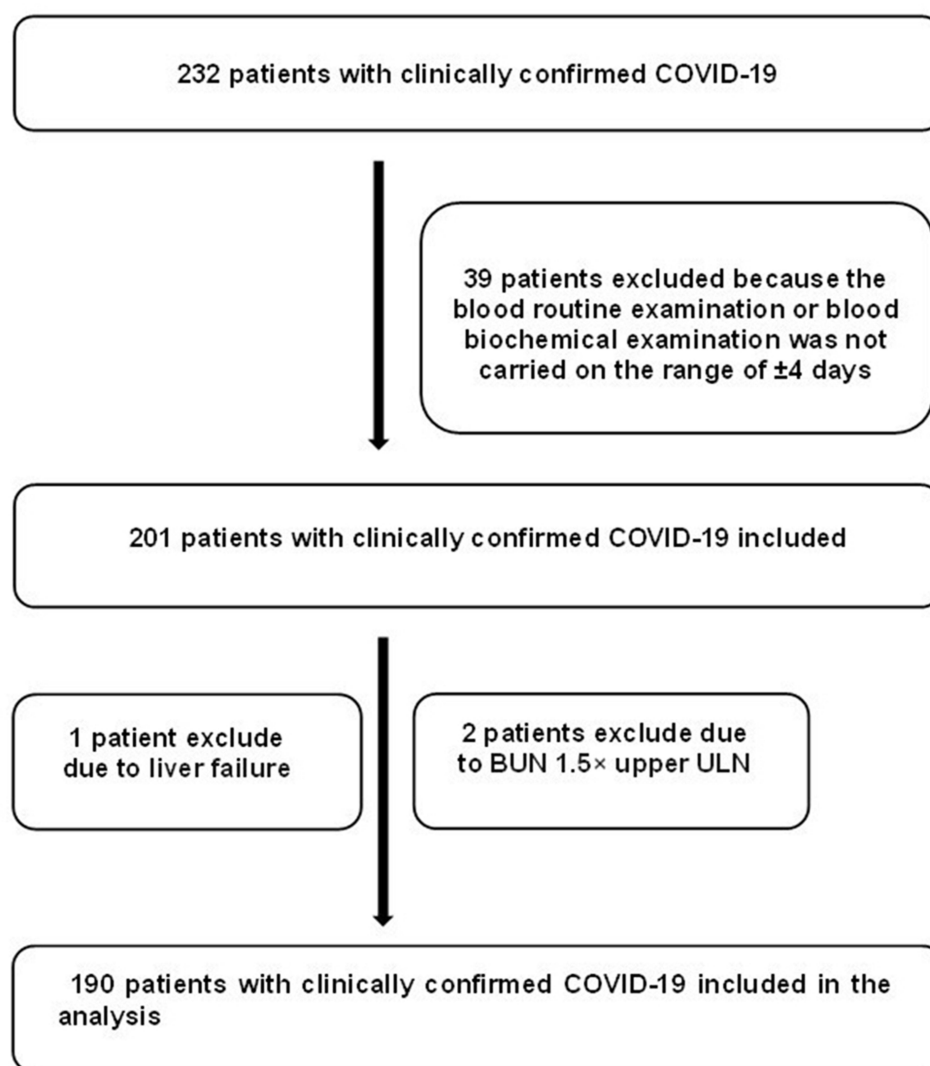 232 patients with clinically confirmed COVID-19
39 patients excluded because the
blood routine examination or blood
biochemical examination was not
carried on the range of ±4 days
201 patients with clinically confirmed COVID-19 included
1 patient exclude
due to liver failure
2 patients exclude due
to BUN 1.5× upper ULN
190 patients with clinically confirmed COVID-19 included in the
analysis